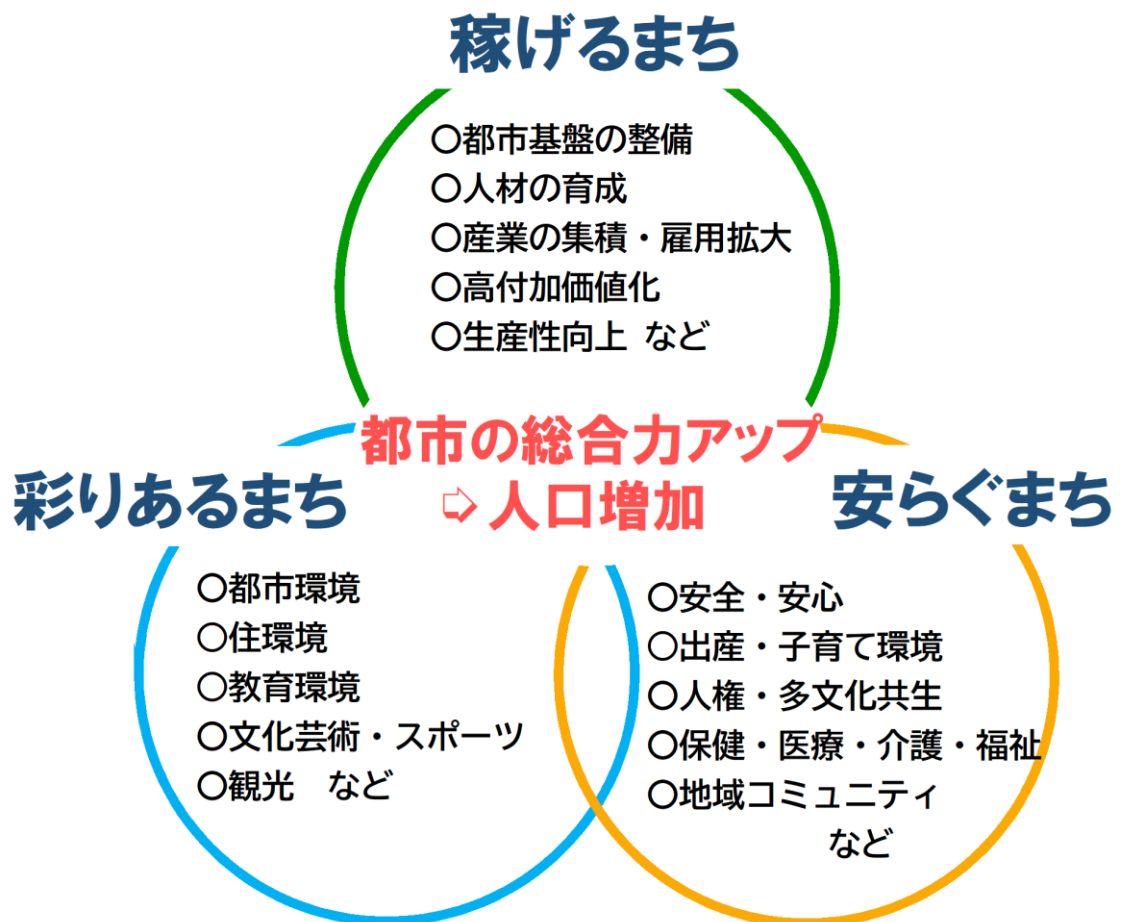 稼げるまち
〇都市基盤の整備
〇人材の育成
〇産業の集積・雇用拡大
〇高付加価値化
〇生産性向上 など
都市の総合力アップ
⇨人口増加
彩りあるまち
〇都市環境
〇住環境
〇教育環境
〇文化芸術・スポーツ
〇観光　など
安らぐまち
〇安全・安心
〇出産・子育て環境
〇人権・多文化共生
〇保健・医療・介護・福祉
〇地域コミュニティ
など